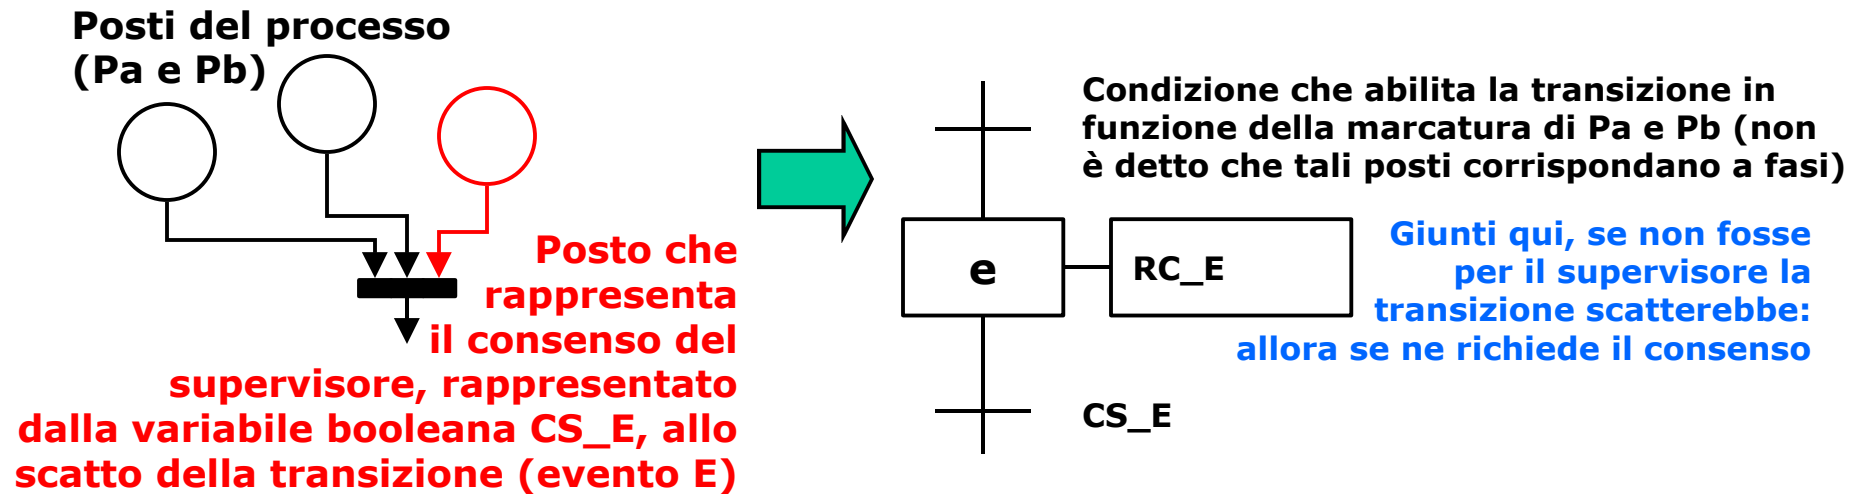 Posti del processo
(Pa e Pb)
Posto che
rappresenta
il consenso del
supervisore, rappresentato
dalla variabile booleana CS_E, allo
scatto della transizione (evento E)
Condizione che abilita la transizione in
funzione della marcatura di Pa e Pb (non
è detto che tali posti corrispondano a fasi)
e
RC_E
Giunti qui, se non fosse
per il supervisore la
transizione scatterebbe:
allora se ne richiede il consenso
CS_E